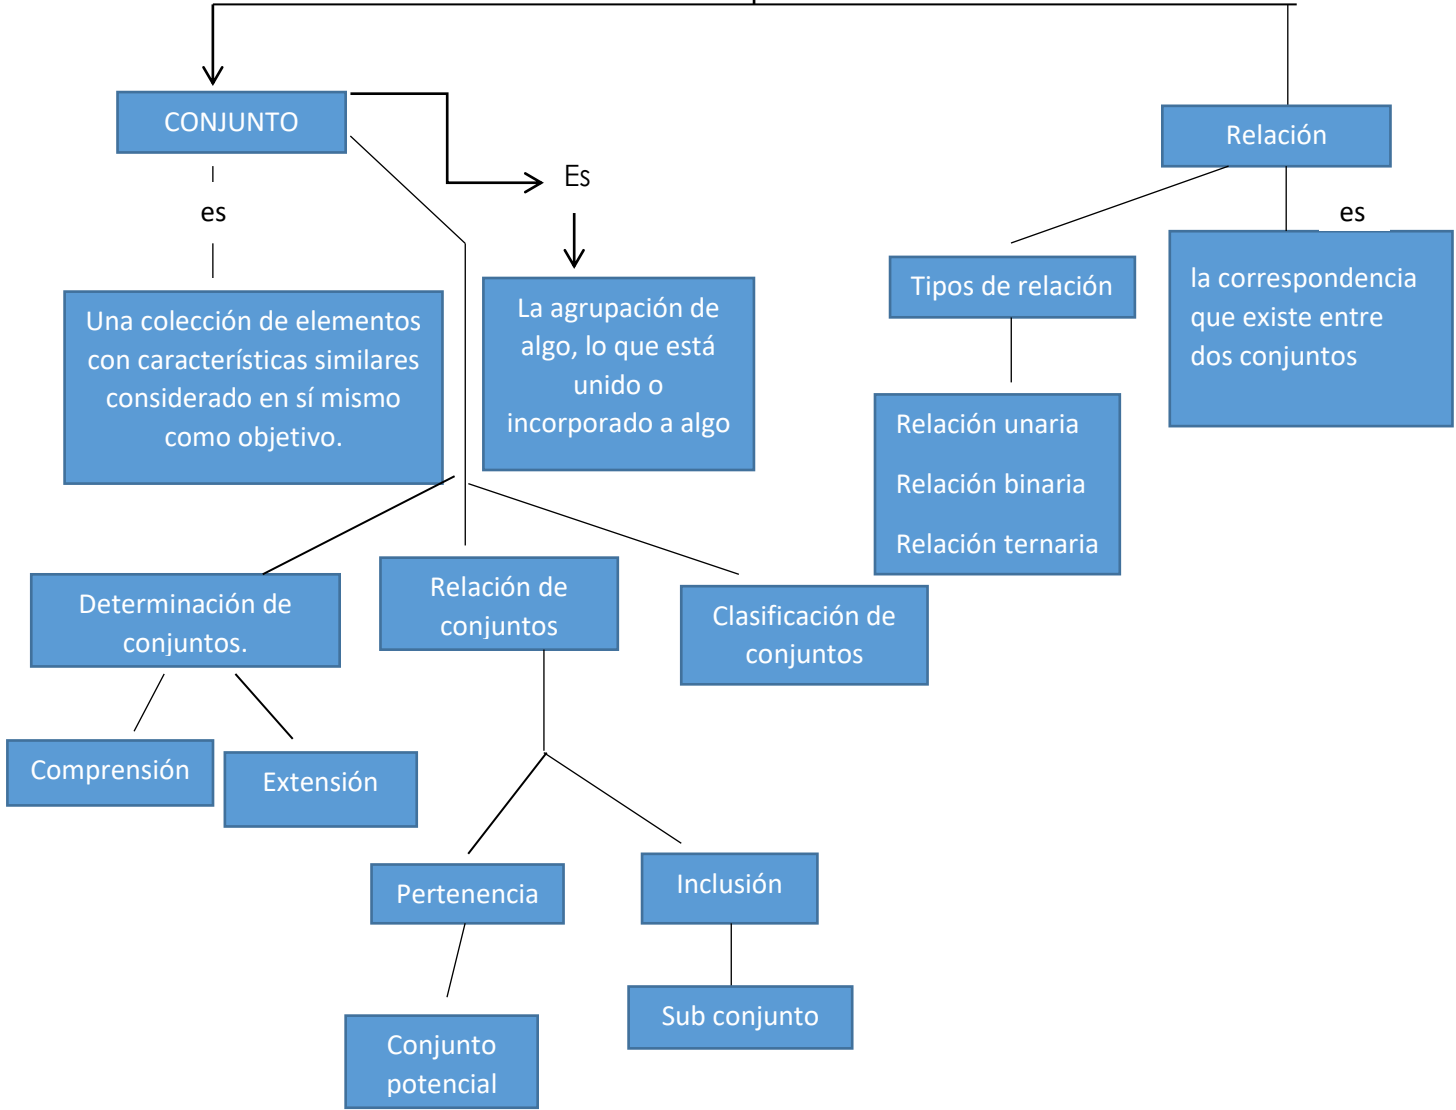 CONJUNTO
Relación
Es
es
es
Una colección de elementos
con características similares
considerado en sí mismo
como objetivo.
La agrupación de
algo, lo que está
unido o
incorporado a algo
Tipos de relación
la correspondencia
que existe entre
dos conjuntos
Relación unaria
Relación binaria
Relación ternaria
Determinación de
conjuntos.
Relación de
conjuntos
Clasificación de
conjuntos
Comprensión
Extensión
Pertenencia
Inclusión
Conjunto
potencial
Sub conjunto